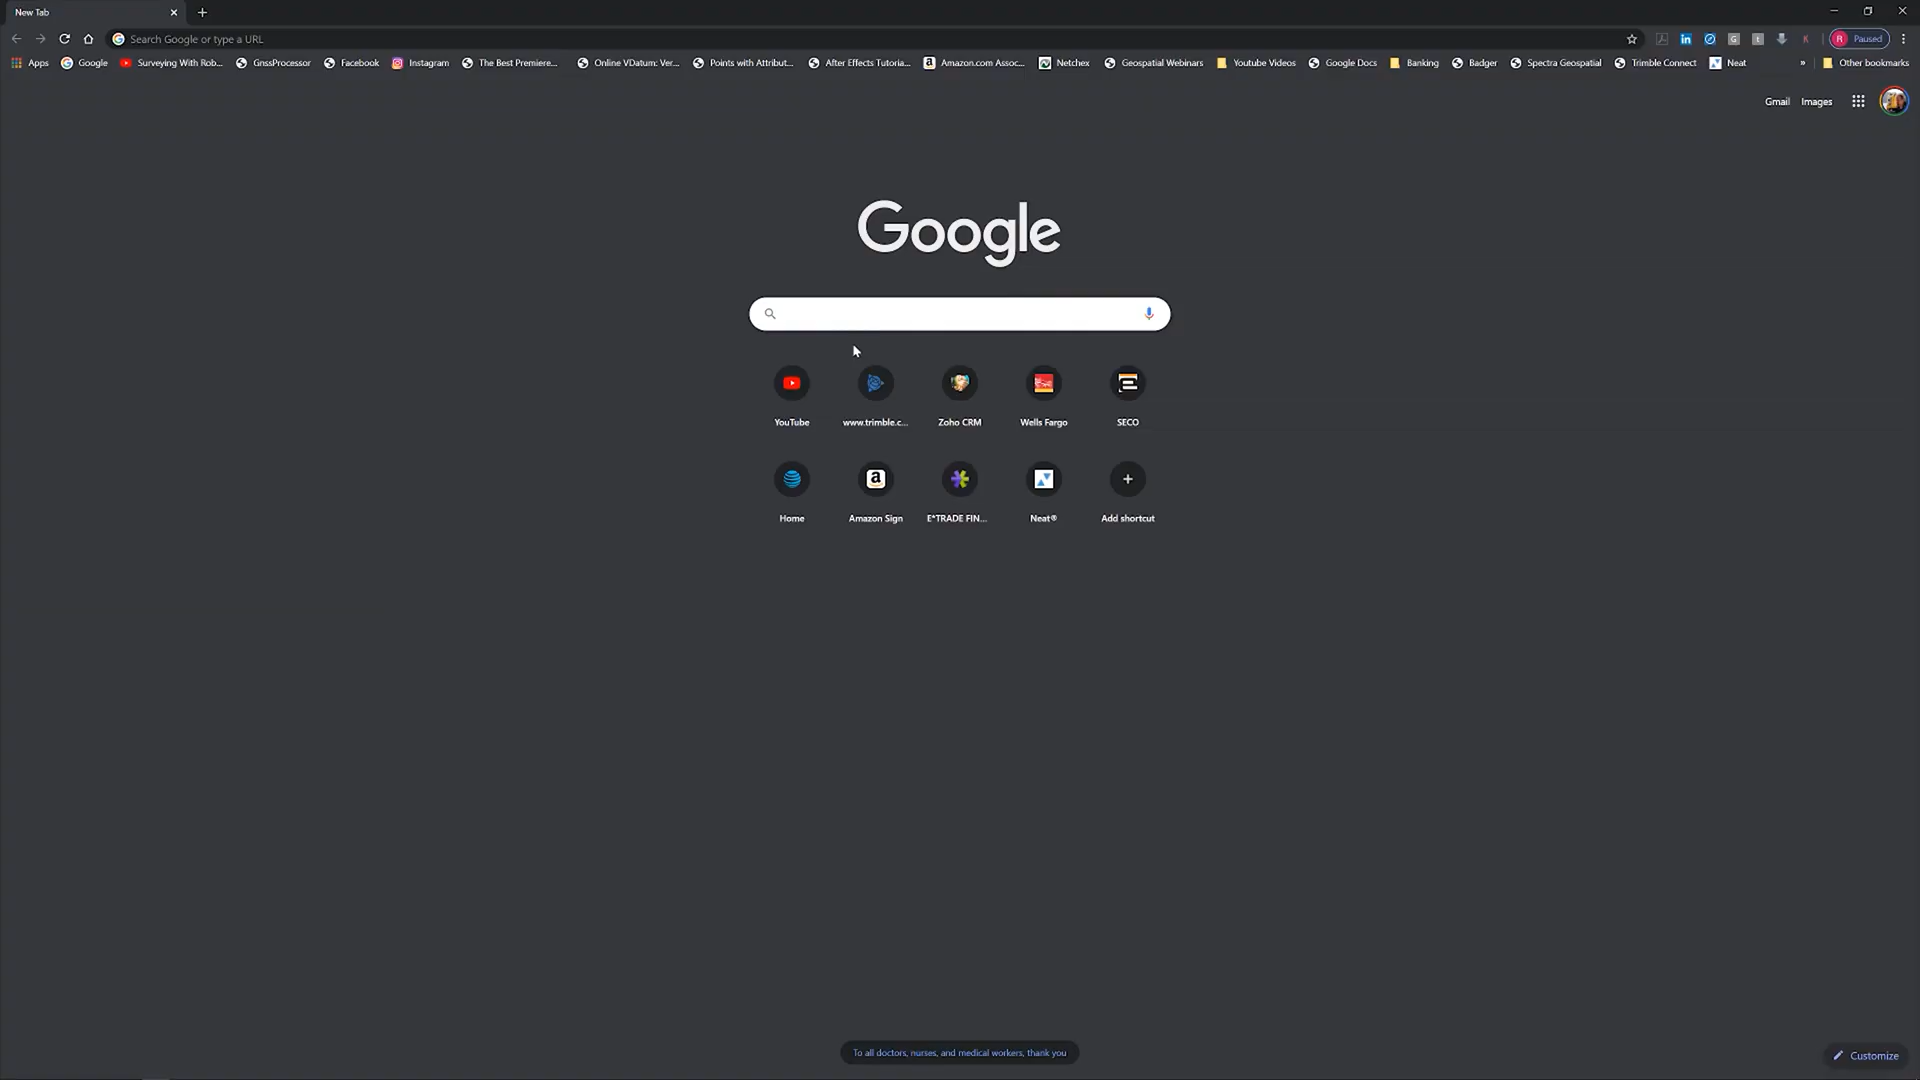 New Tab
Search Google or type a URL
R Paused
Apps Google Surveying With Rob... GnssProcessor Facebook Instagram The Best Premiere... Online VDatum: Ver... Points with Attribut... After Effects Tutoria... Amazon.com Assoc... Netchex Geospatial Webinars Youtube Videos Google Docs Banking Badger Spectra Geospatial Trimble Connect Neat » Other bookmarks
Gmail Images
Google
YouTube www.trimble.c... Zoho CRM Wells Fargo SECO
Home Amazon Sign E*TRADE FIN... Neat® Add shortcut
To all doctors, nurses, and medical workers, thank you
Customize